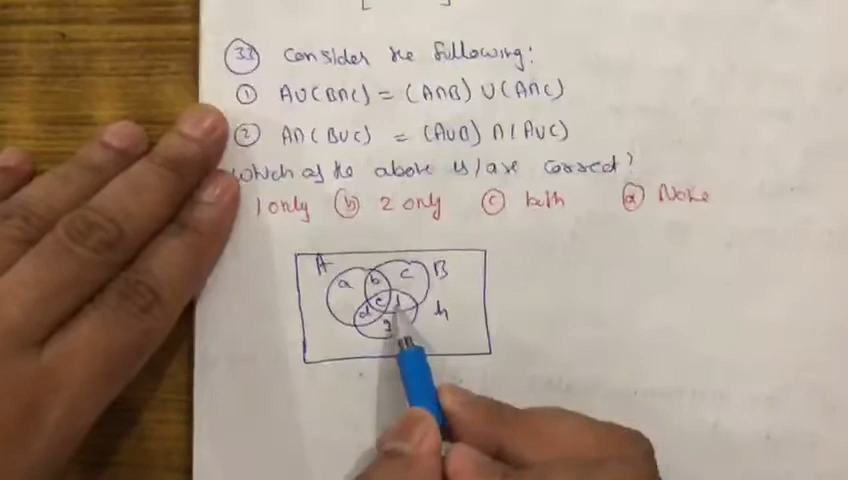 33 Consider the following:
① A∪(B∩C) = (A∩B) ∪(A∩C)
② A∩(B∪C) = (A∪B) ∩(A∪C)
which of the above is/are correct?
1 only ⓑ 2 only ⓒ both ⓓ None
A B
a b c
d e f h
g